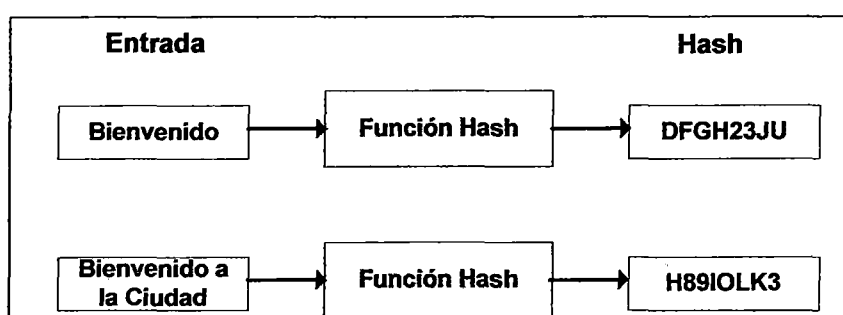 Entrada Hash
Bienvenido Función Hash DFGH23JU
Bienvenido a
la Ciudad Función Hash H89IOLK3